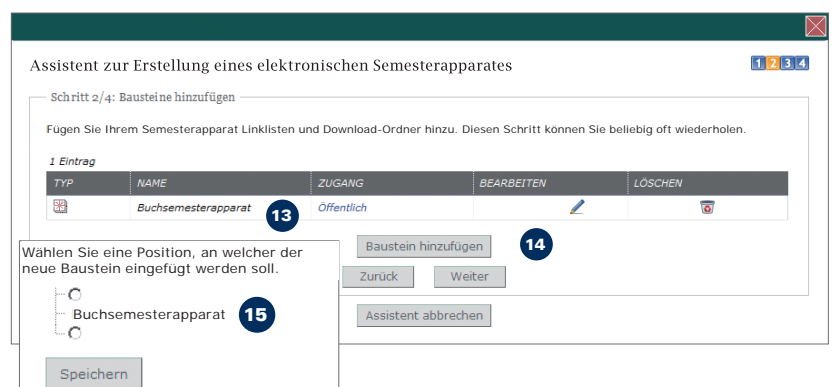 Assistent zur Erstellung eines elektronischen Semesterapparates
1 2 3 4
Schritt 2/4: Bausteine hinzufügen
Fügen Sie Ihrem Semesterapparat Linklisten und Download-Ordner hinzu. Diesen Schritt können Sie beliebig oft wiederholen.
1 Eintrag
TYP NAME ZUGANG BEARBEITEN LÖSCHEN
Buchsemesterapparat 13 Öffentlich
Baustein hinzufügen 14
Zurück Weiter
Assistent abbrechen
Wählen Sie eine Position, an welcher der
neue Baustein eingefügt werden soll.
Buchsemesterapparat 15
Speichern